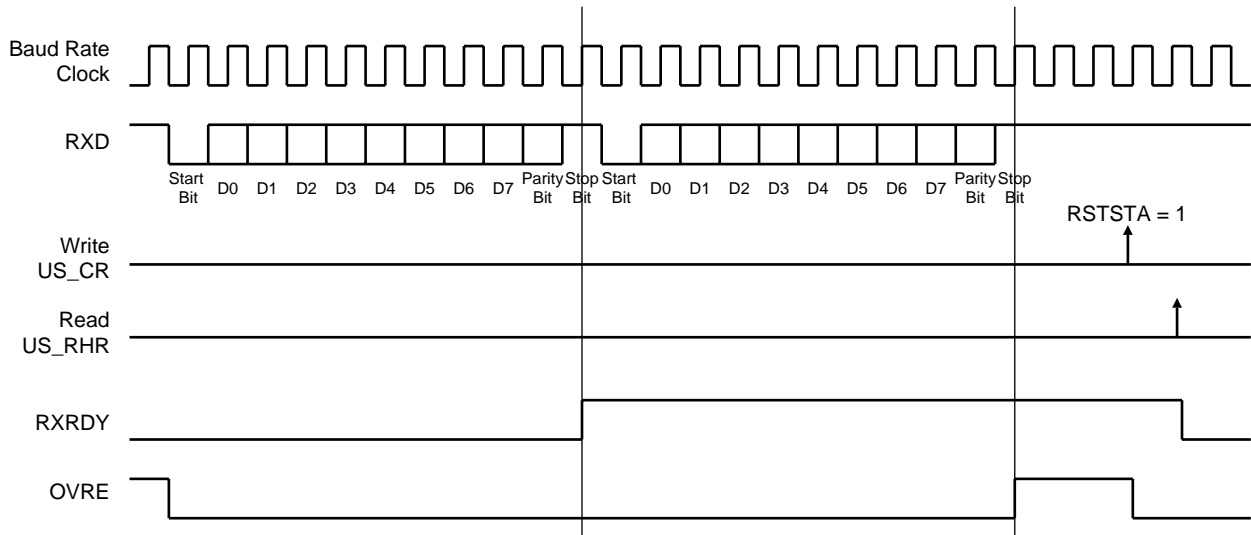 Baud Rate
Clock
RXD
Start
Bit
D0 D1 D2 D3 D4 D5 D6 D7
Parity
Bit
Stop
Bit
Start
Bit
D0 D1 D2 D3 D4 D5 D6 D7
Parity
Bit
Stop
Bit
RSTSTA = 1
Write
US_CR
Read
US_RHR
RXRDY
OVRE